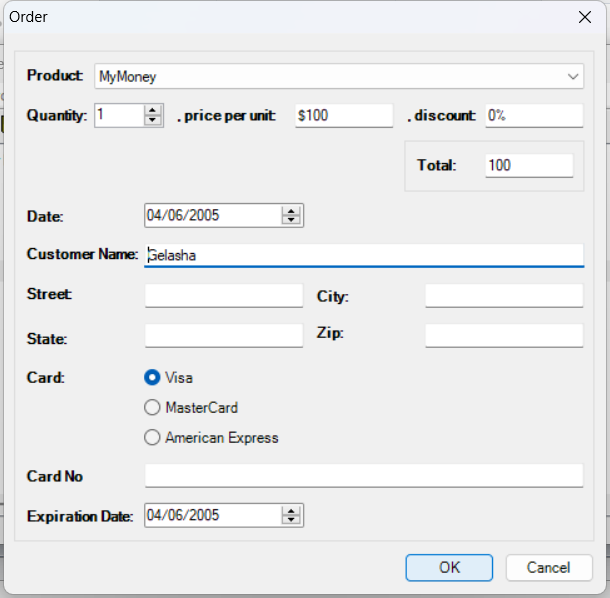 Order
Product: MyMoney
Quantity: 1 , price per unit: $100 , discount: 0%
Total: 100
Date: 04/06/2005
Customer Name: Gelasha
Street: City:
State: Zip:
Card: Visa
MasterCard
American Express
Card No
Expiration Date: 04/06/2005
OK Cancel